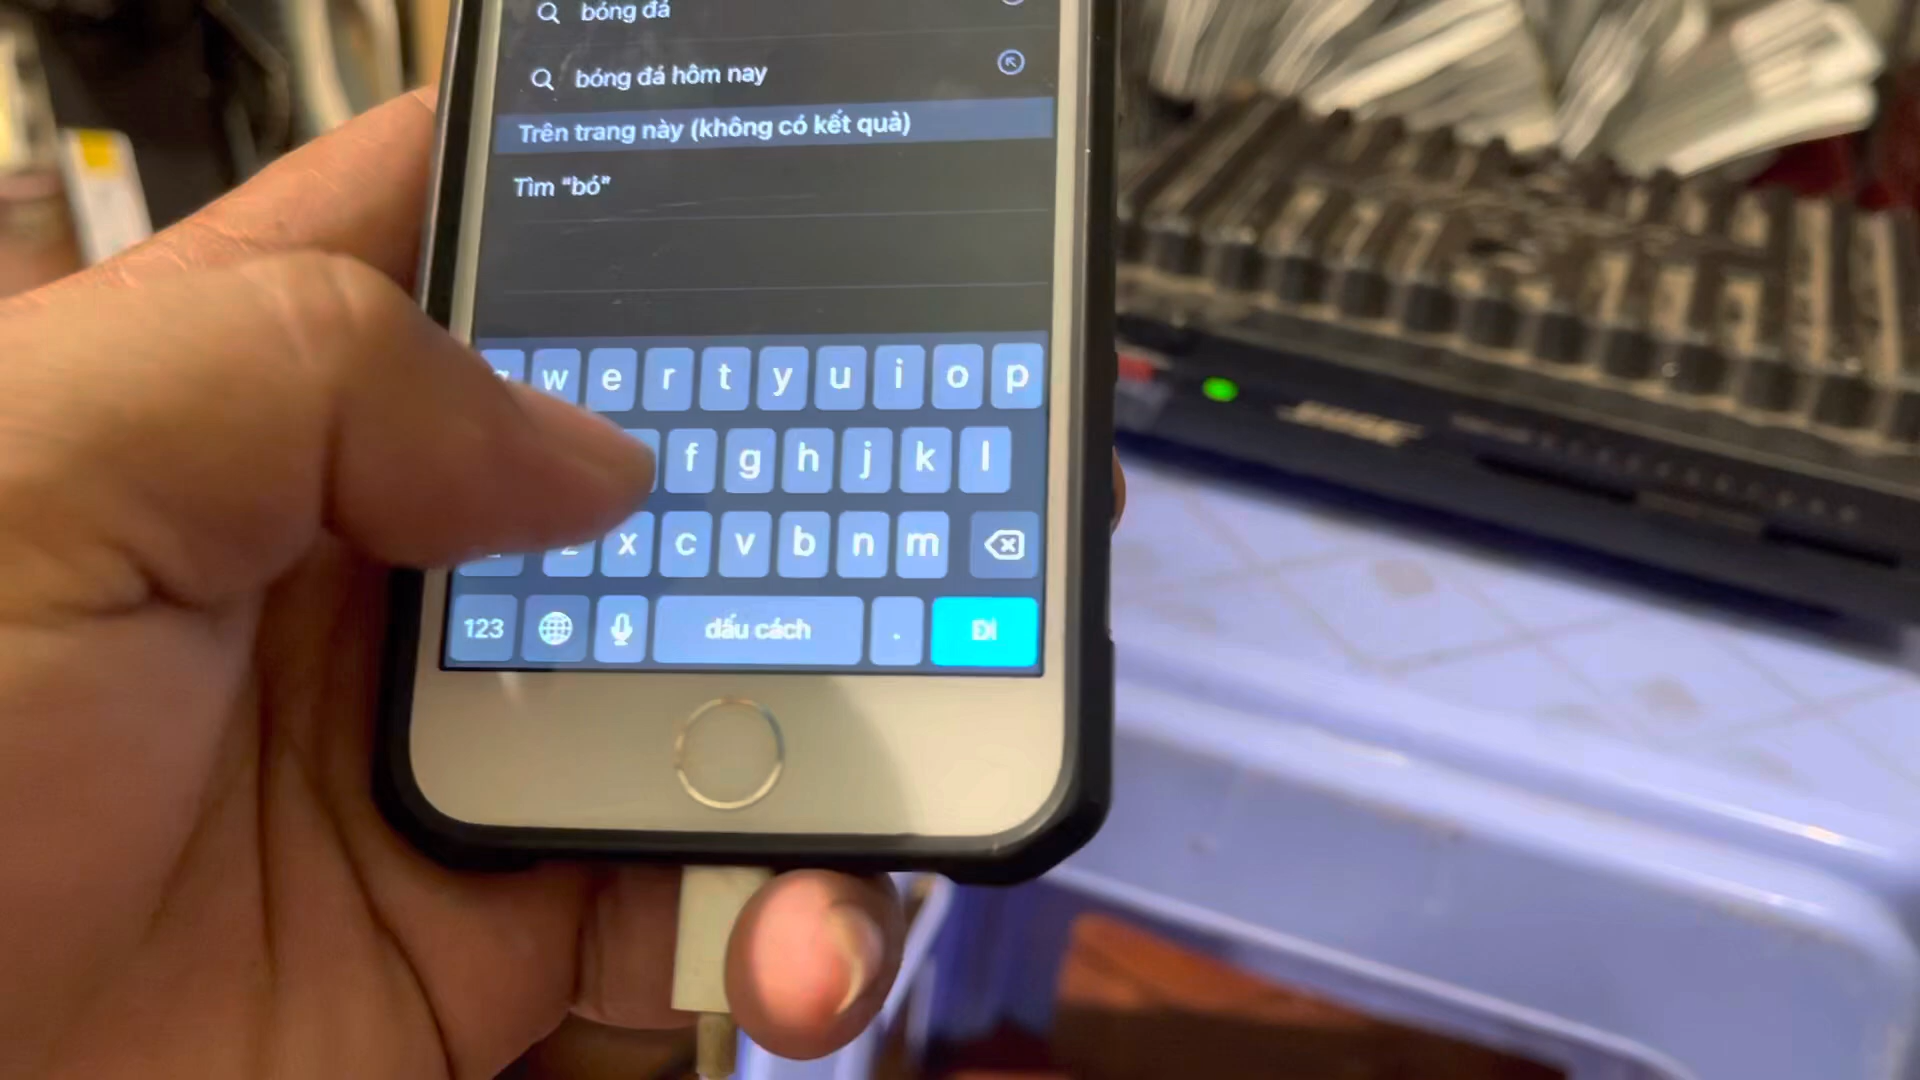 bóng đá
bóng đá hôm nay
Trên trang này (không có kết quả)
Tìm "bó"
w e r t y u i o p
f g h j k l
z x c v b n m
123 dấu cách . Đi
BOSE